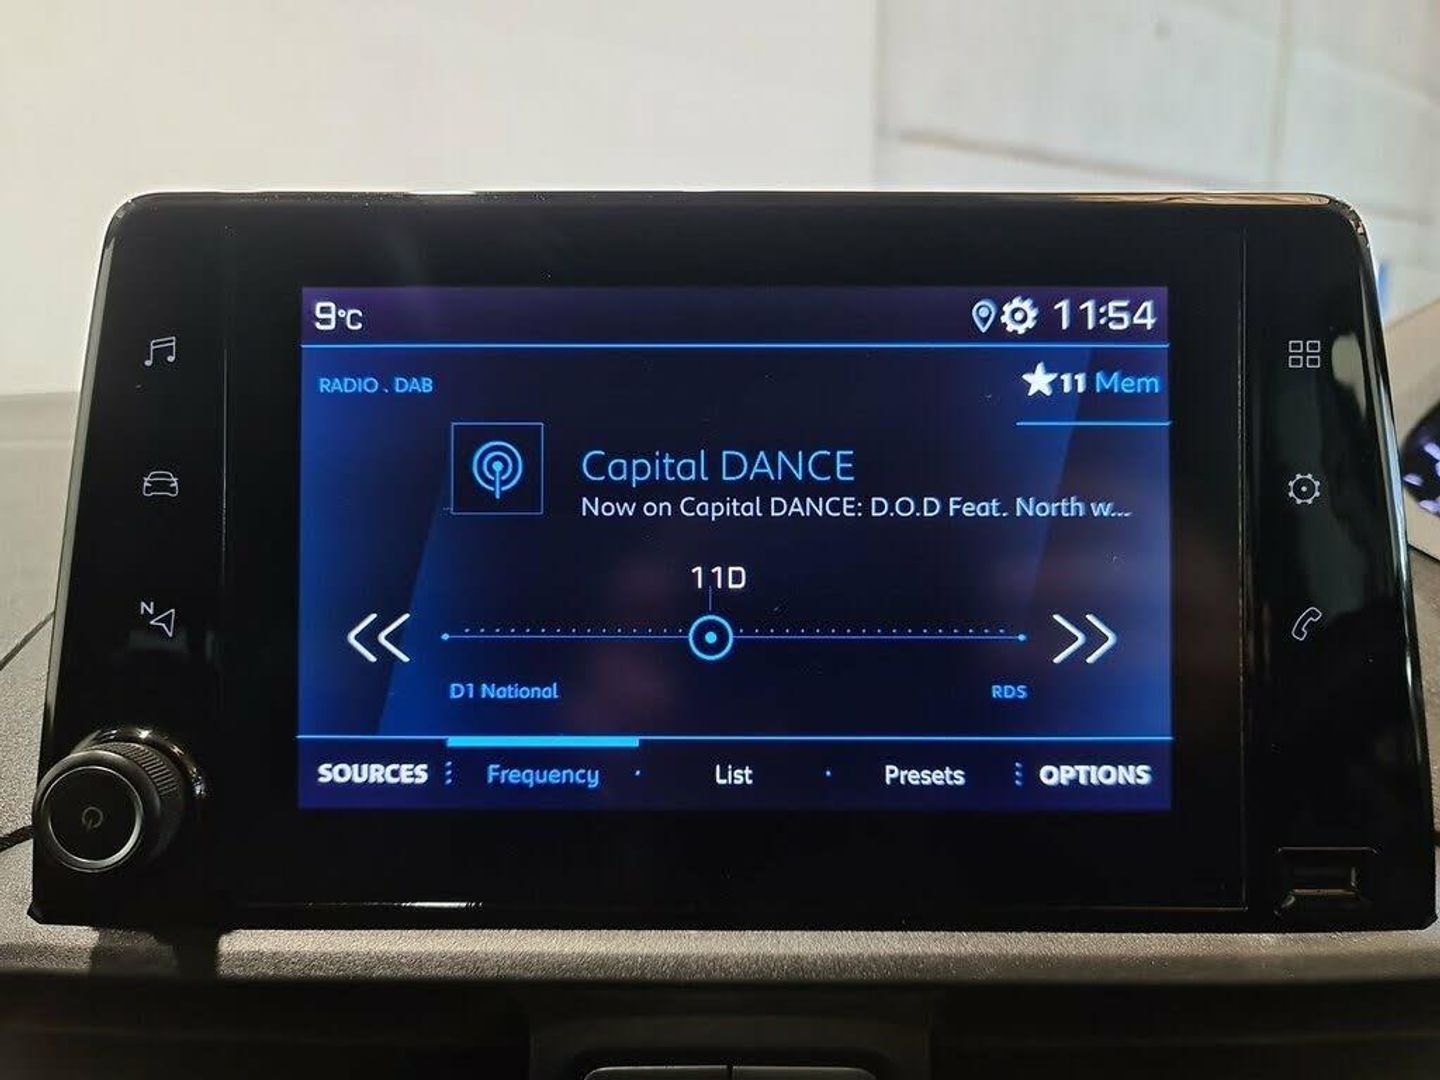 9°C
11:54
RADIO . DAB
11 Mem
Capital DANCE
Now on Capital DANCE: D.O.D Feat. North w...
11D
D1 National
RDS
SOURCES
Frequency
List
Presets
OPTIONS
N